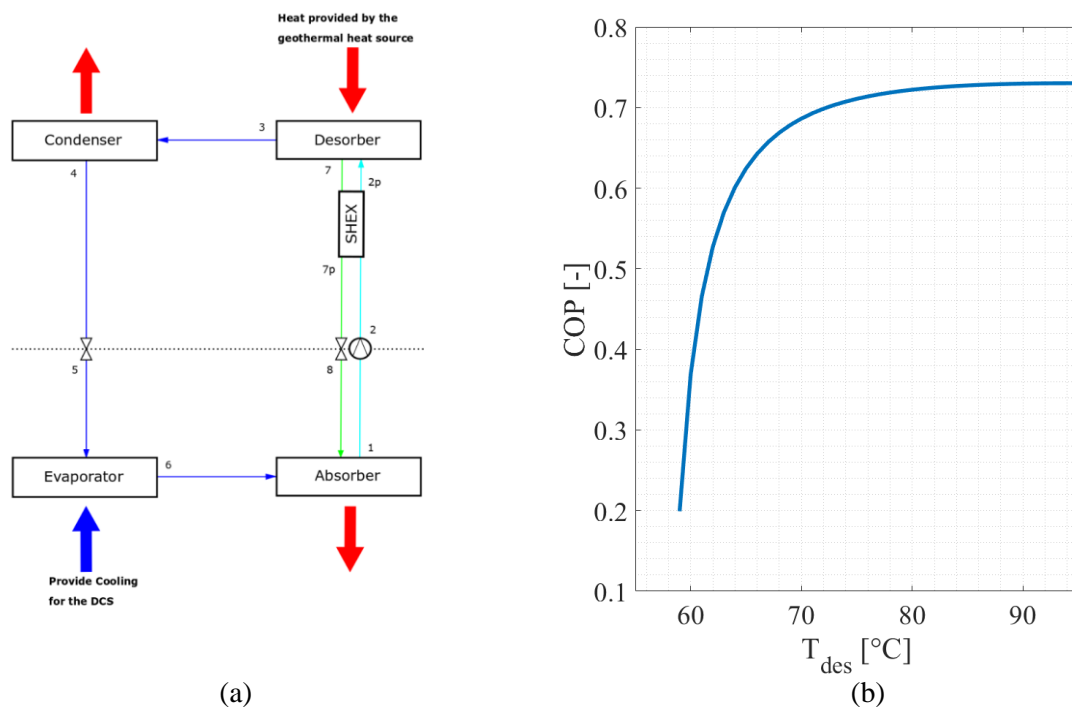 Heat provided by the
geothermal heat source
Condenser
3
Desorber
4
7
2p
SHEX
7p
2
5
8
1
Evaporator
6
Absorber
Provide Cooling
for the DCS
(a)
0.8
0.7
0.6
0.5
0.4
0.3
0.2
0.1
COP [-]
60
70
80
90
T_des [°C]
(b)